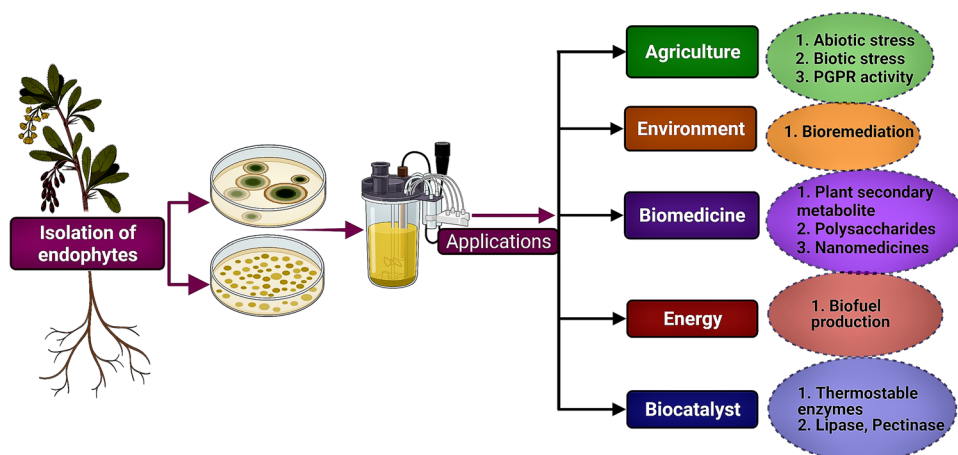 Isolation of
endophytes
Applications
Agriculture
1. Abiotic stress
2. Biotic stress
3. PGPR activity
Environment
1. Bioremediation
Biomedicine
1. Plant secondary
metabolite
2. Polysaccharides
3. Nanomedicines
Energy
1. Biofuel
production
Biocatalyst
1. Thermostable
enzymes
2. Lipase, Pectinase